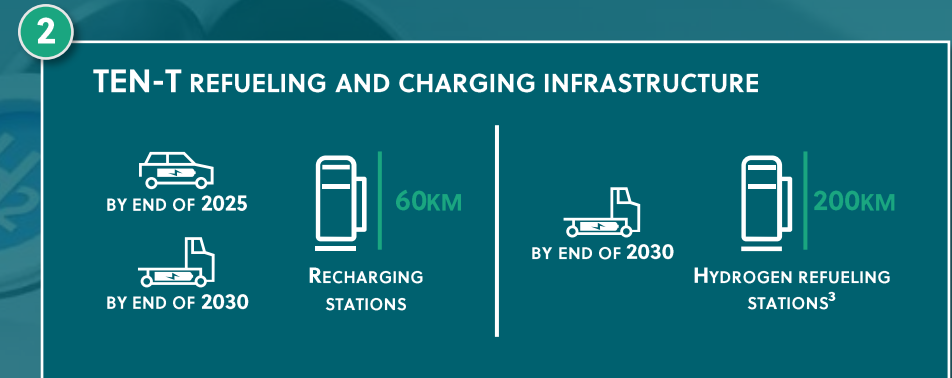 2
TEN-T REFUELING AND CHARGING INFRASTRUCTURE
BY END OF 2025
60KM
BY END OF 2030
RECHARGING
STATIONS
BY END OF 2030
200KM
HYDROGEN REFUELING
STATIONS³